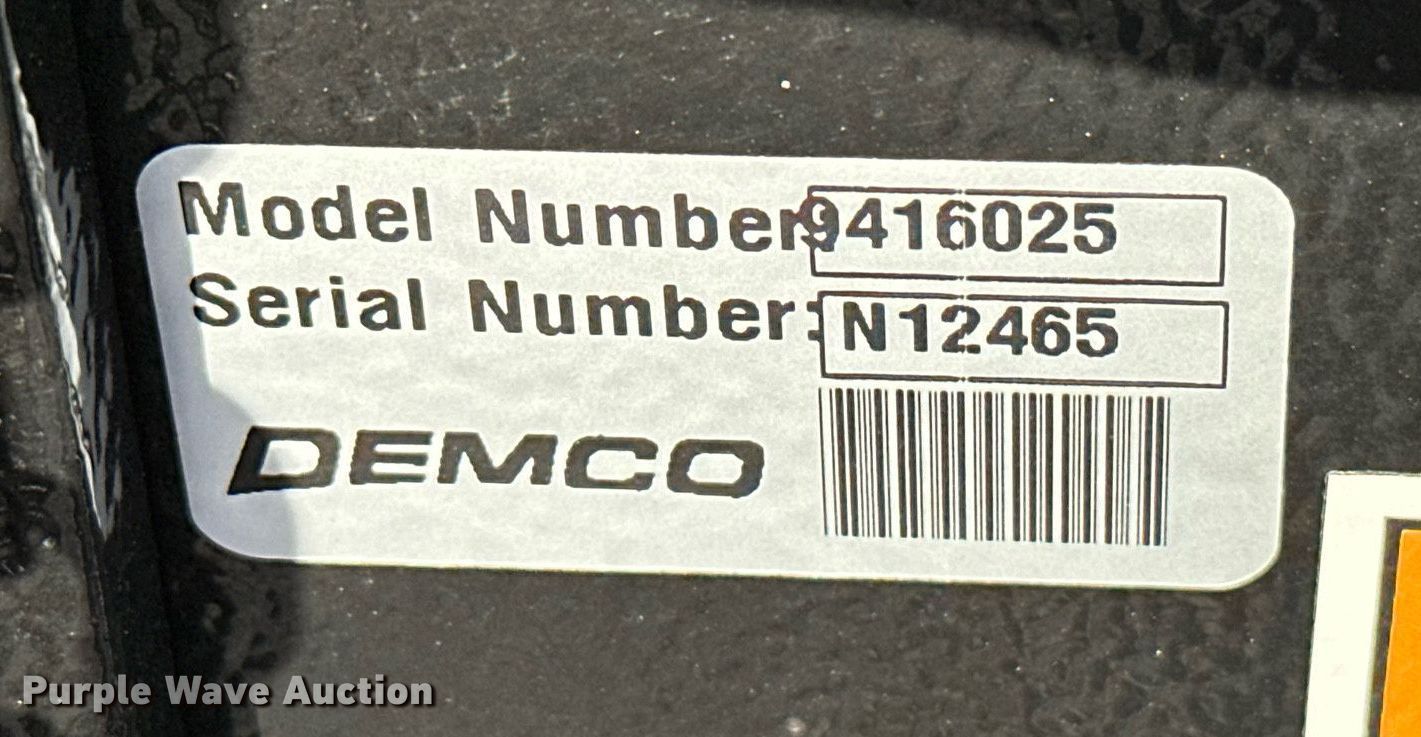 Model Number: 9416025
Serial Number: N12465
DEMCO
Purple Wave Auction